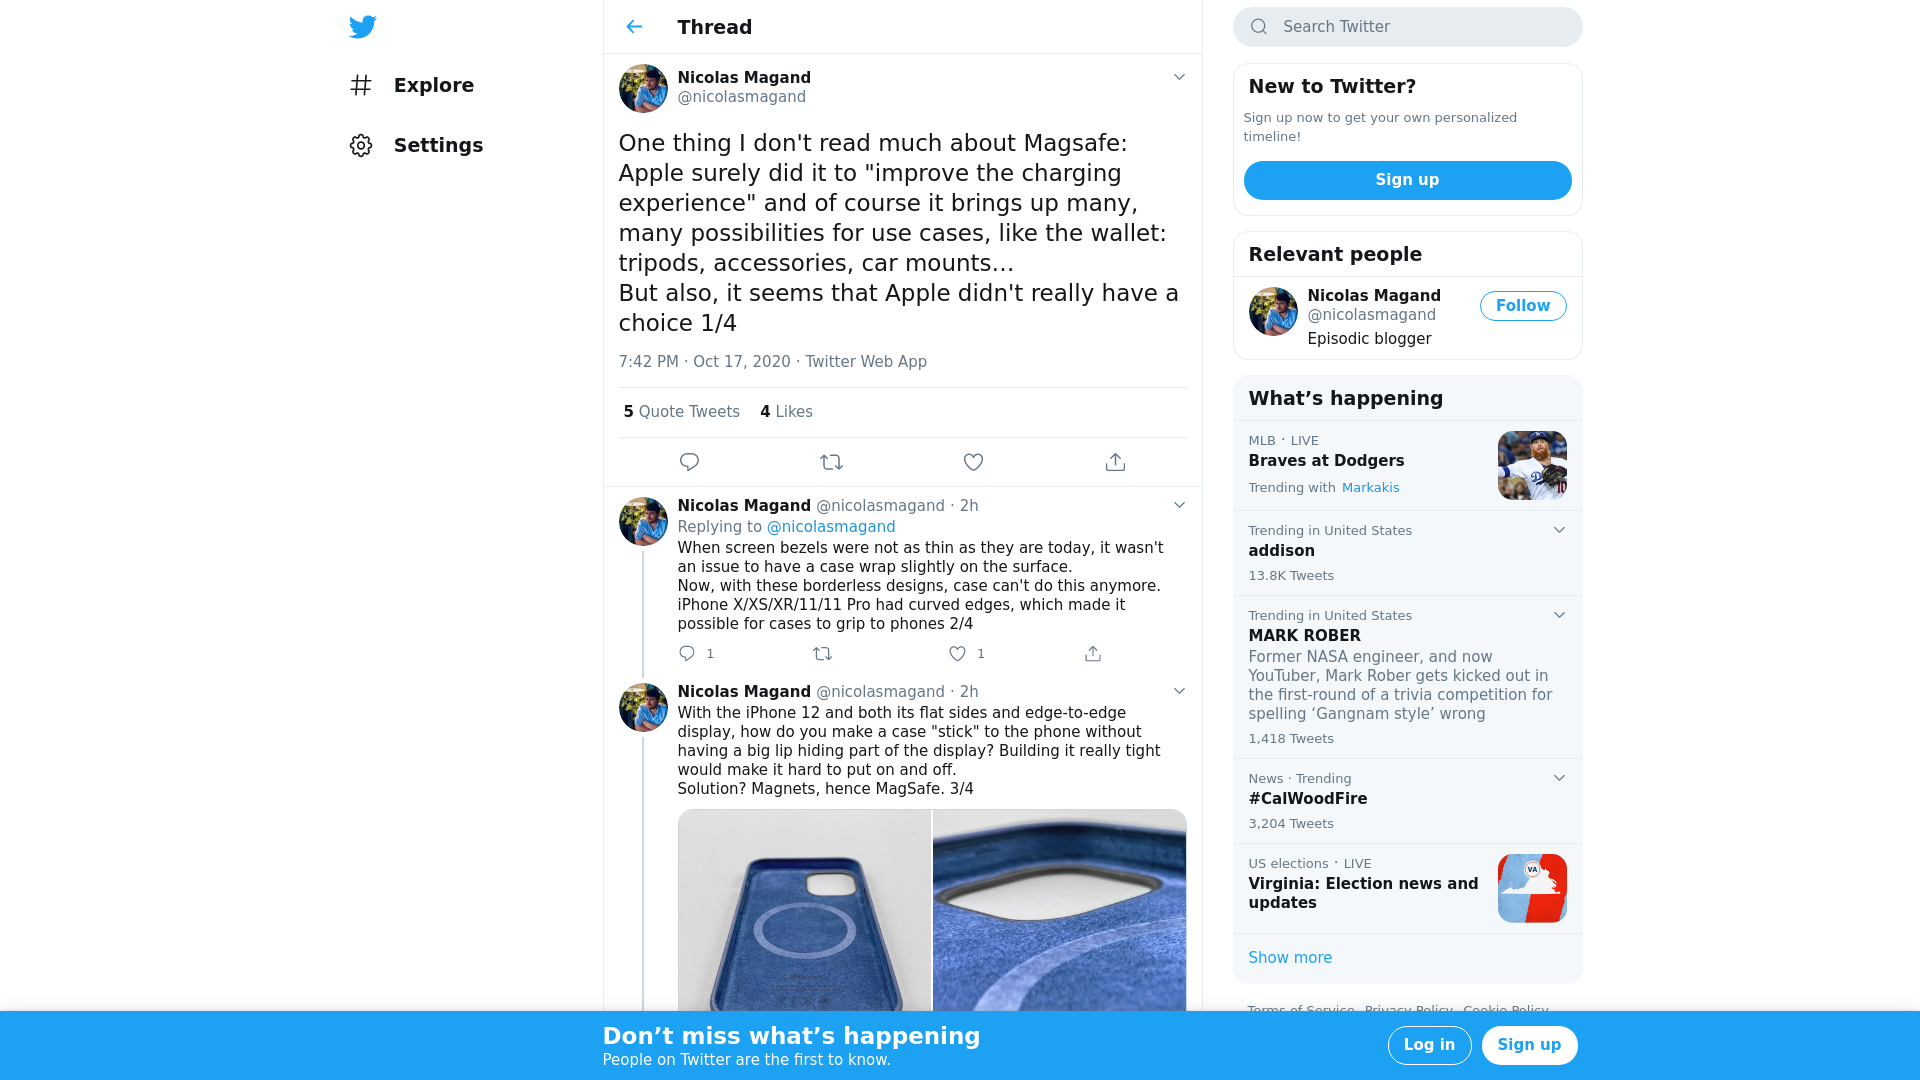 Explore
Settings
Thread
Nicolas Magand
@nicolasmagand
One thing I don't read much about Magsafe:
Apple surely did it to "improve the charging
experience" and of course it brings up many,
many possibilities for use cases, like the wallet:
tripods, accessories, car mounts...
But also, it seems that Apple didn't really have a
choice 1/4
7:42 PM · Oct 17, 2020 · Twitter Web App
5 Quote Tweets 4 Likes
Nicolas Magand @nicolasmagand · 2h
Replying to @nicolasmagand
When screen bezels were not as thin as they are today, it wasn't
an issue to have a case wrap slightly on the surface.
Now, with these borderless designs, case can't do this anymore.
iPhone X/XS/XR/11/11 Pro had curved edges, which made it
possible for cases to grip to phones 2/4
1 1
Nicolas Magand @nicolasmagand · 2h
With the iPhone 12 and both its flat sides and edge-to-edge
display, how do you make a case "stick" to the phone without
having a big lip hiding part of the display? Building it really tight
would make it hard to put on and off.
Solution? Magnets, hence MagSafe. 3/4
Search Twitter
New to Twitter?
Sign up now to get your own personalized
timeline!
Sign up
Relevant people
Nicolas Magand
@nicolasmagand
Follow
Episodic blogger
What’s happening
MLB · LIVE
Braves at Dodgers
Trending with Markakis
Trending in United States
addison
13.8K Tweets
Trending in United States
MARK ROBER
Former NASA engineer, and now
YouTuber, Mark Rober gets kicked out in
the first-round of a trivia competition for
spelling ‘Gangnam style’ wrong
1,418 Tweets
News · Trending
#CalWoodFire
3,204 Tweets
US elections · LIVE
Virginia: Election news and
updates
VA
Show more
Terms of Service Privacy Policy Cookie Policy
Don’t miss what’s happening
People on Twitter are the first to know.
Log in
Sign up